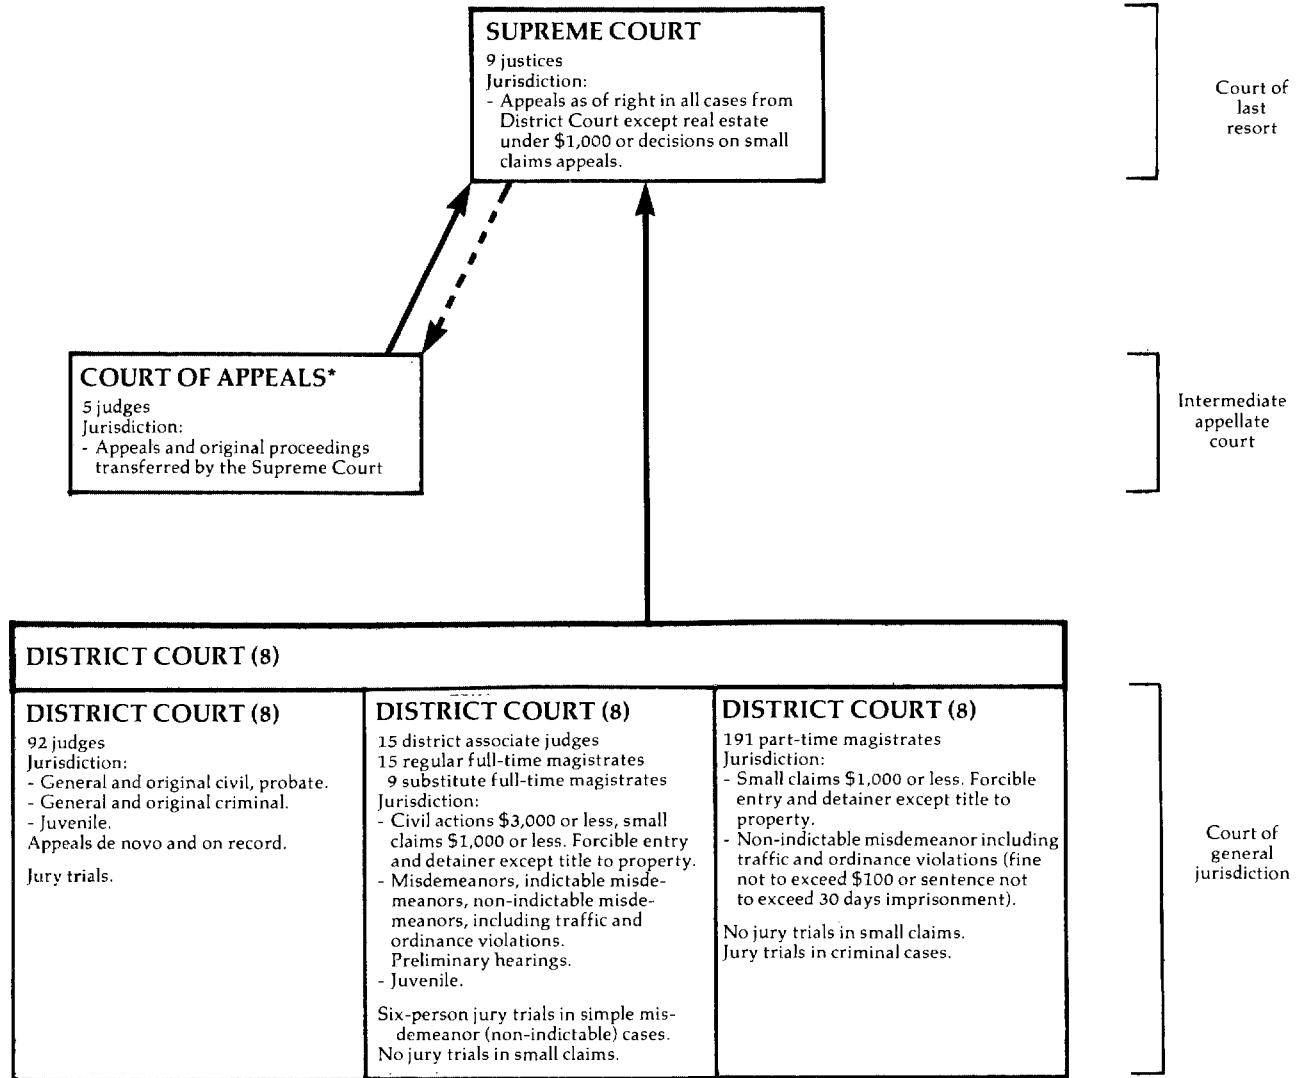 SUPREME COURT
9 justices
Jurisdiction:
- Appeals as of right in all cases from
District Court except real estate
under $1,000 or decisions on small
claims appeals.
Court of
last
resort
COURT OF APPEALS*
5 judges
Jurisdiction:
- Appeals and original proceedings
transferred by the Supreme Court
Intermediate
appellate
court
DISTRICT COURT (8)
DISTRICT COURT (8)
92 judges
Jurisdiction:
- General and original civil, probate.
- General and original criminal.
- Juvenile.
Appeals de novo and on record.
Jury trials.
DISTRICT COURT (8)
15 district associate judges
15 regular full-time magistrates
9 substitute full-time magistrates
Jurisdiction:
- Civil actions $3,000 or less, small
claims $1,000 or less. Forcible entry
and detainer except title to property.
- Misdemeanors, indictable misde-
meanors, non-indictable misde-
meanors, including traffic and
ordinance violations.
Preliminary hearings.
- Juvenile.
Six-person jury trials in simple mis-
demeanor (non-indictable) cases.
No jury trials in small claims.
DISTRICT COURT (8)
191 part-time magistrates
Jurisdiction:
- Small claims $1,000 or less. Forcible
entry and detainer except title to
property.
- Non-indictable misdemeanor including
traffic and ordinance violations (fine
not to exceed $100 or sentence not
to exceed 30 days imprisonment).
No jury trials in small claims.
Jury trials in criminal cases.
Court of
general
jurisdiction